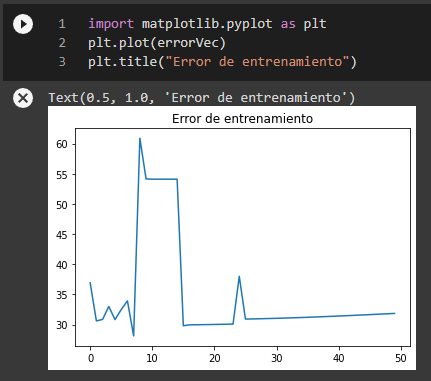 1 import matplotlib.pyplot as plt
2 plt.plot(errorVec)
3 plt.title("Error de entrenamiento")
Text(0.5, 1.0, 'Error de entrenamiento')
Error de entrenamiento
60
55
50
45
40
35
30
0 10 20 30 40 50